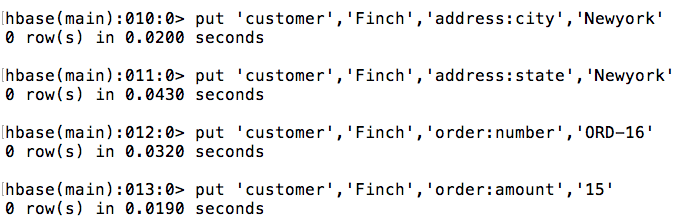 hbase(main):010:0> put 'customer','Finch','address:city','Newyork'
0 row(s) in 0.0200 seconds
hbase(main):011:0> put 'customer','Finch','address:state','Newyork'
0 row(s) in 0.0430 seconds
hbase(main):012:0> put 'customer','Finch','order:number','ORD-16'
0 row(s) in 0.0320 seconds
hbase(main):013:0> put 'customer','Finch','order:amount','15'
0 row(s) in 0.0190 seconds